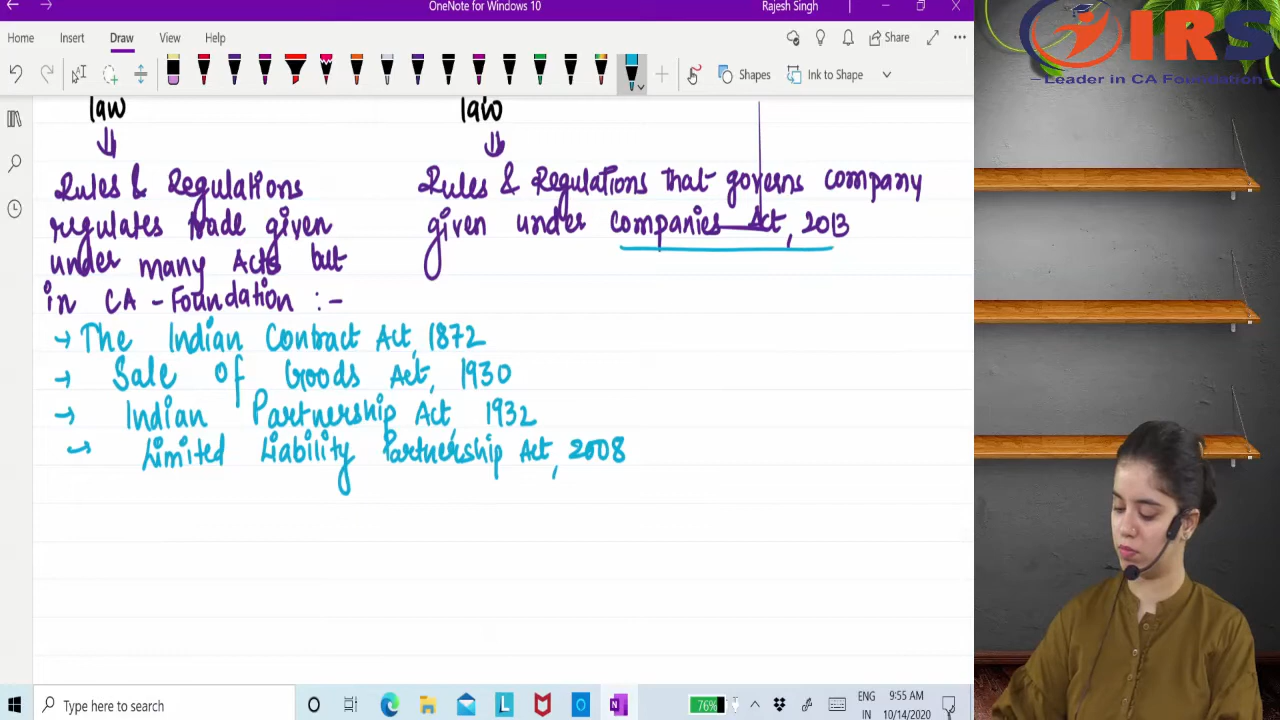 OneNote for Windows 10
Rajesh Singh
Home Insert Draw View Help
Share
Shapes
Ink to Shape
IRS
Leader in CA Foundation
law
law
Rules & Regulations
regulates trade given
under many Acts but
in CA - Foundation :-
Rules & Regulations that governs company
given under companies Act, 2013
→ The Indian Contract Act, 1872
→ Sale of Goods Act, 1930
→ Indian Partnership Act, 1932
→ Limited Liability Partnership Act, 2008
Type here to search
76%
ENG
IN
9:55 AM
10/14/2020